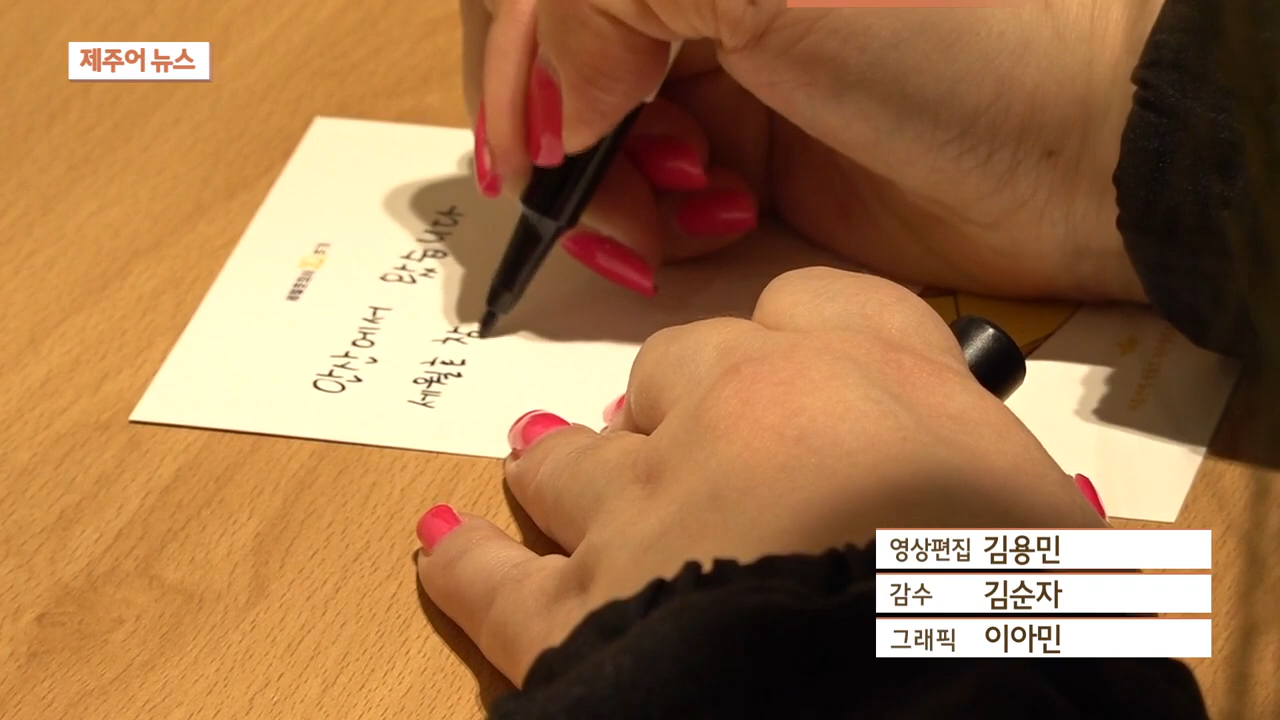 제주어 뉴스
안산에서 왔습니다
세월호 참
영상편집 김용민
감수 김순자
그래픽 이아민